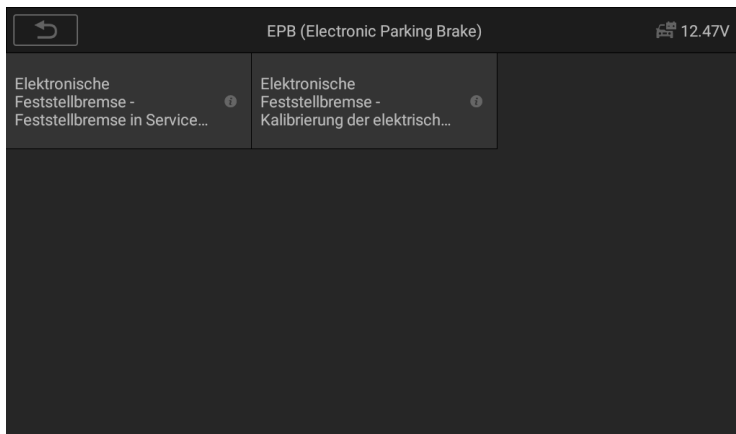 EPB (Electronic Parking Brake)
12.47V
Elektronische
Feststellbremse -
Feststellbremse in Service...
Elektronische
Feststellbremse -
Kalibrierung der elektrisch...